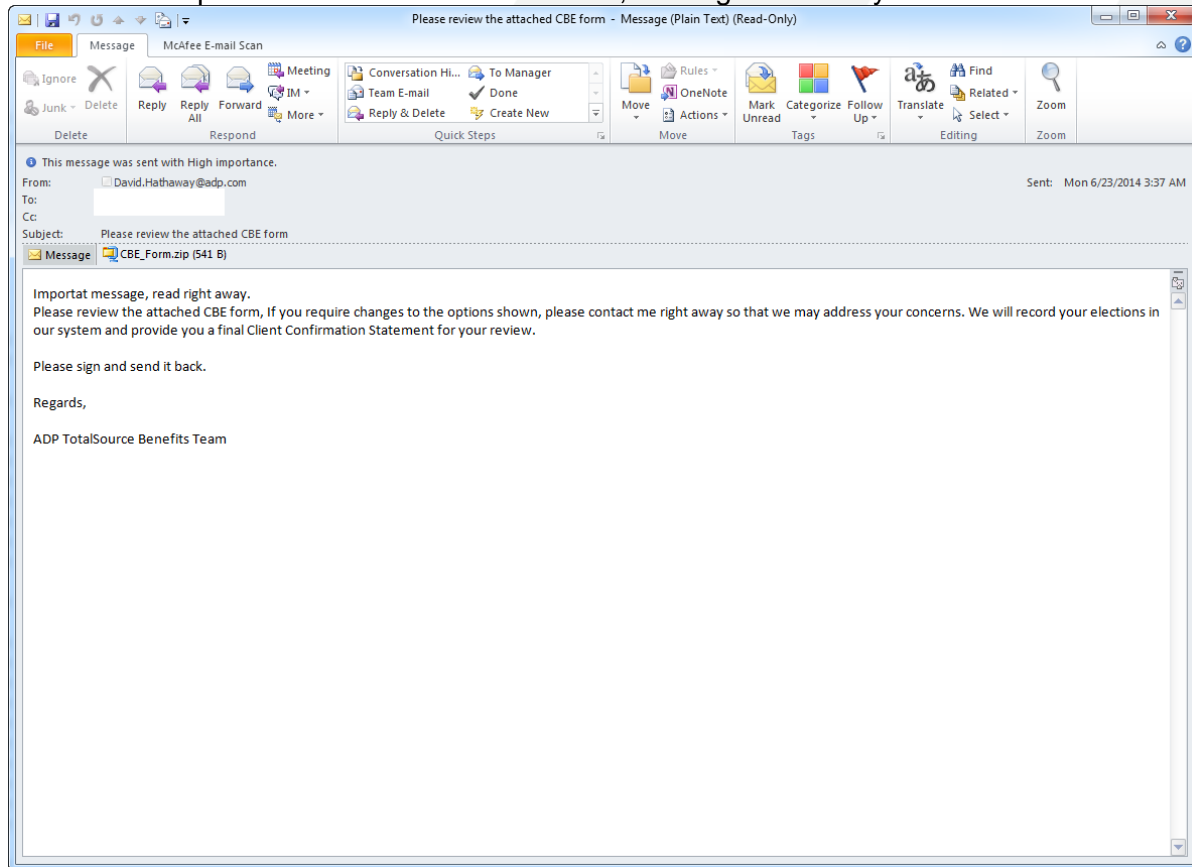 Please review the attached CBE form - Message (Plain Text) (Read-Only)
File Message McAfee E-mail Scan
Ignore
Junk
Delete
Reply
Reply All
Forward
Meeting
IM
More
Conversation Hi...
To Manager
Team E-mail
Done
Reply & Delete
Create New
Move
Rules
OneNote
Actions
Mark Unread
Categorize
Follow Up
Translate
Find
Related
Select
Zoom
Delete Respond Quick Steps Move Tags Editing Zoom
This message was sent with High importance.
From: David.Hathaway@adp.com Sent: Mon 6/23/2014 3:37 AM
To:
Cc:
Subject: Please review the attached CBE form
Message CBE_Form.zip (541 B)
Importat message, read right away.
Please review the attached CBE form, If you require changes to the options shown, please contact me right away so that we may address your concerns. We will record your elections in
our system and provide you a final Client Confirmation Statement for your review.
Please sign and send it back.
Regards,
ADP TotalSource Benefits Team